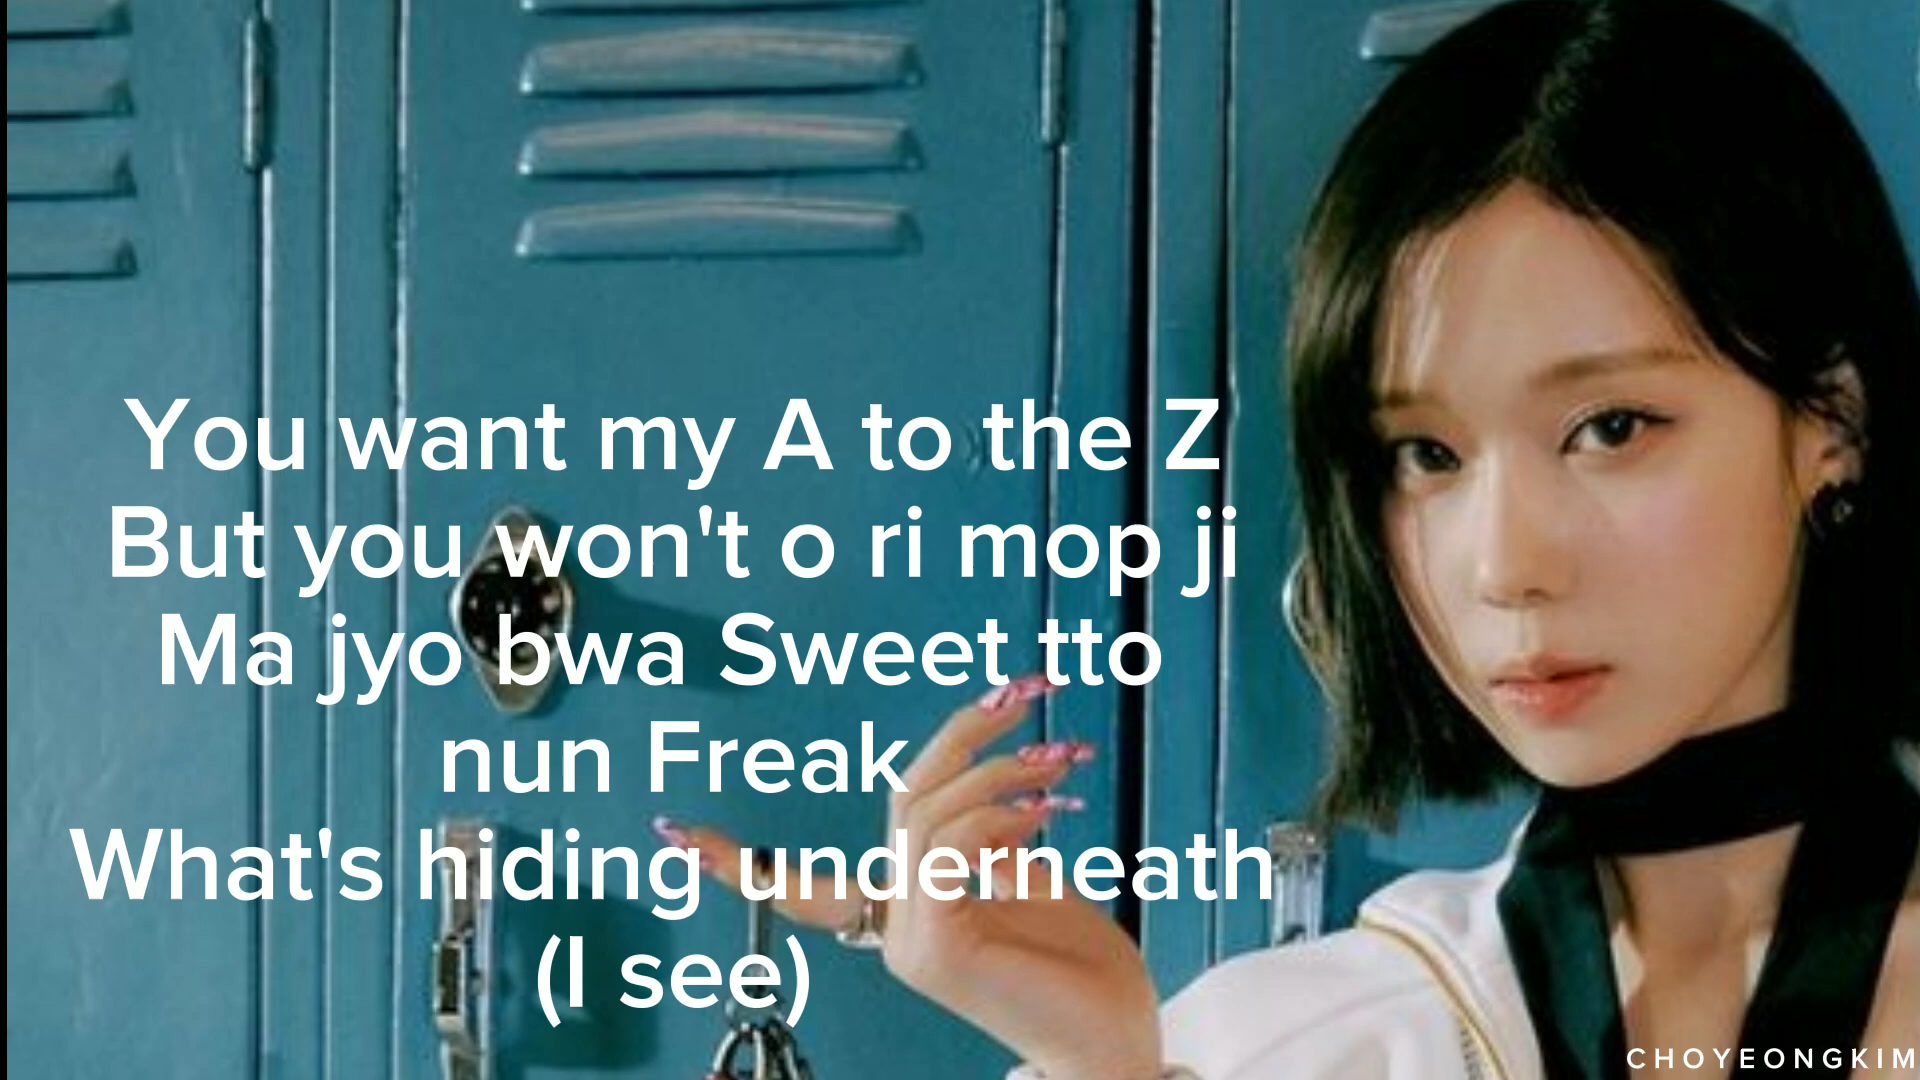 You want my A to the Z
But you won't o ri mop ji
Ma jyo bwa Sweet tto
nun Freak
What's hiding underneath
(I see)
CHOYEONGKIM